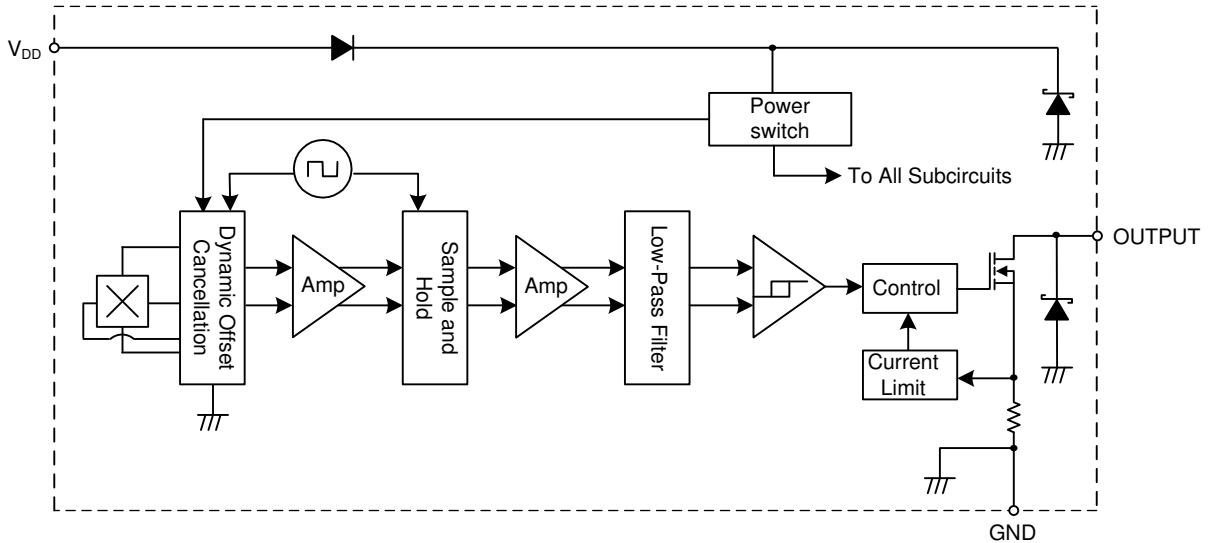 VDD
Power
switch
To All Subcircuits
OUTPUT
Dynamic Offset
Cancellation
Amp
Sample and
Hold
Amp
Low-Pass Filter
Control
Current
Limit
GND